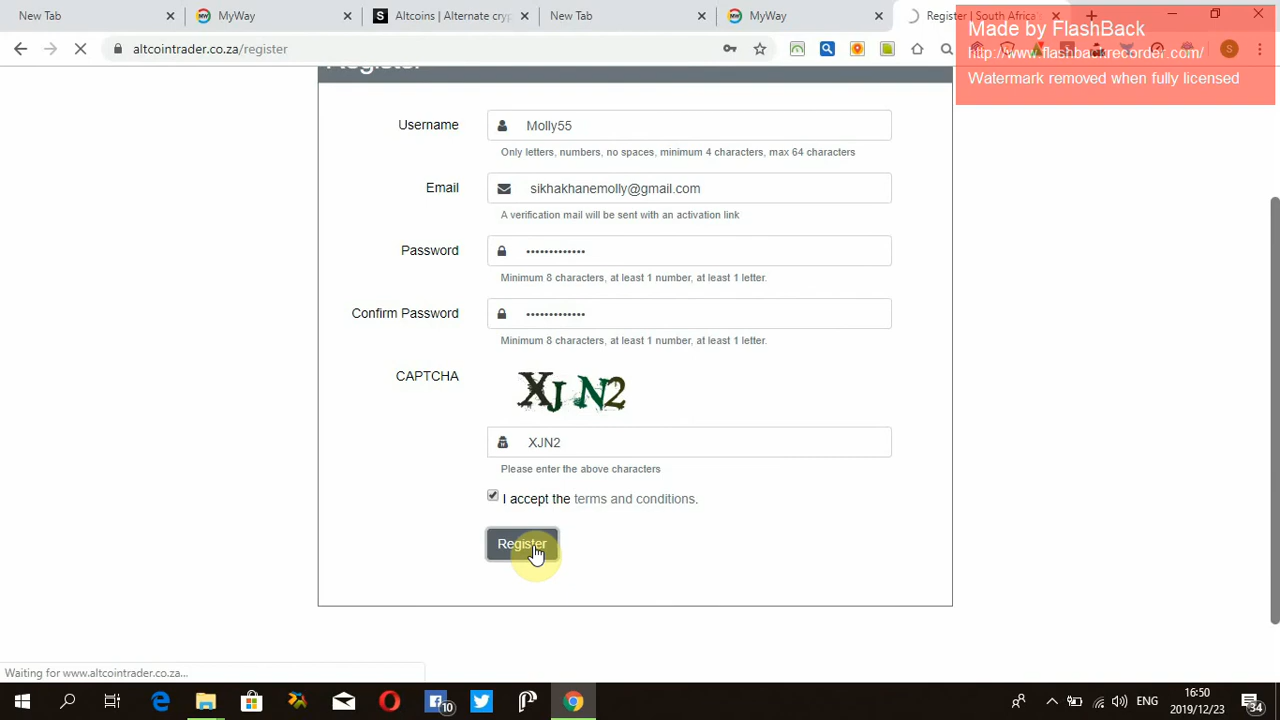 New Tab
MyWay
Altcoins | Alternate cryp
New Tab
MyWay
Register | South Africa's
altcointrader.co.za/register
Made by FlashBack
http://www.flashbackrecorder.com/
Watermark removed when fully licensed
Register
Username
Molly55
Only letters, numbers, no spaces, minimum 4 characters, max 64 characters
Email
sikhakhanemolly@gmail.com
A verification mail will be sent with an activation link
Password
•••••••••••••
Minimum 8 characters, at least 1 number, at least 1 letter.
Confirm Password
•••••••••••••
Minimum 8 characters, at least 1 number, at least 1 letter.
CAPTCHA
XJN2
XJN2
Please enter the above characters
I accept the terms and conditions.
Register
Waiting for www.altcointrader.co.za...
10
ENG
16:50
2019/12/23
34